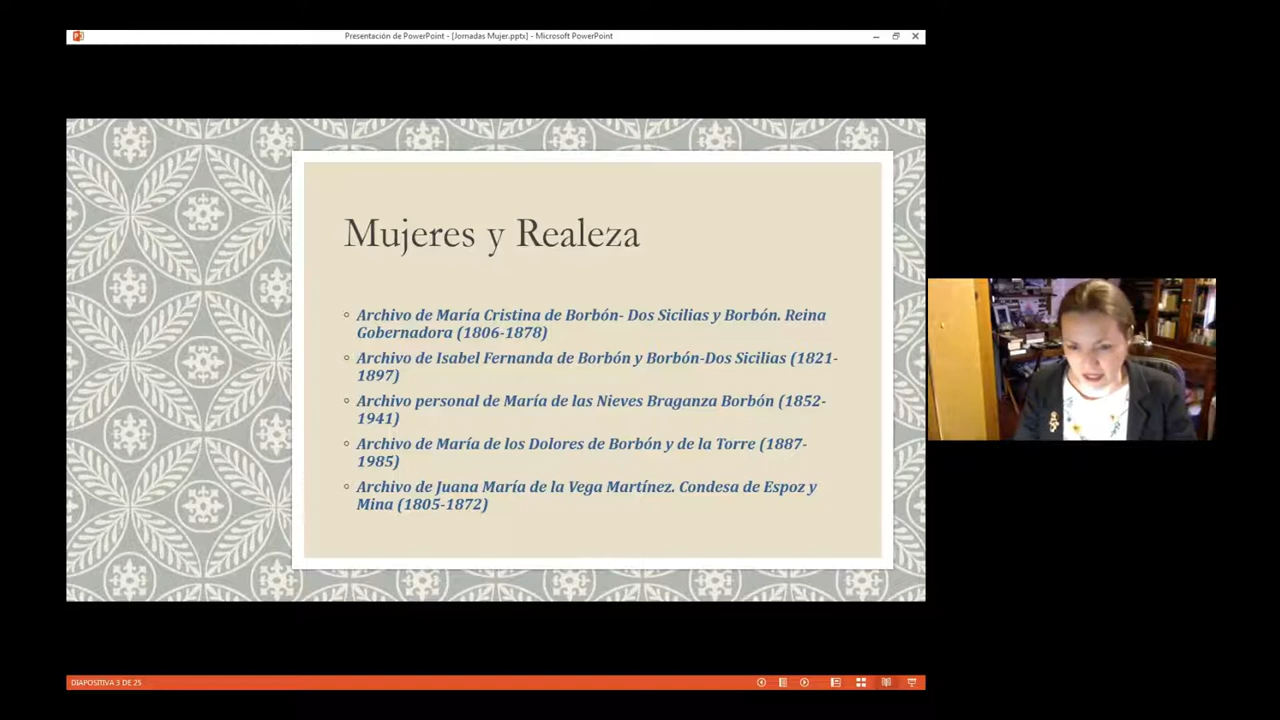 Presentación de PowerPoint - [Jornadas Mujer.pptx] - Microsoft PowerPoint
Mujeres y Realeza
Archivo de María Cristina de Borbón- Dos Sicilias y Borbón. Reina
Gobernadora (1806-1878)
Archivo de Isabel Fernanda de Borbón y Borbón-Dos Sicilias (1821-
1897)
Archivo personal de María de las Nieves Braganza Borbón (1852-
1941)
Archivo de María de los Dolores de Borbón y de la Torre (1887-
1985)
Archivo de Juana María de la Vega Martínez. Condesa de Espoz y
Mina (1805-1872)
DIAPOSITIVA 3 DE 25